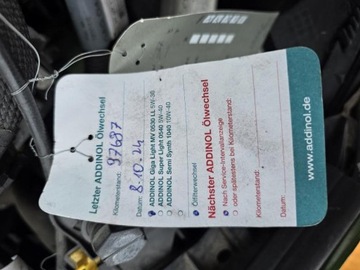 Letzter ADDINOL Ölwechsel
Kilometerstand: 97697
Datum: 8.10.24
ADDINOL Giga Light MV 0530 LL 5W-30
ADDINOL Super Light 0540 5W-40
ADDINOL Semi Synth 1040 10W-40
Ölfilterwechsel
Nächster ADDINOL Ölwechsel
Nach Service-Intervallanzeige
oder spätestens bei Kilometerstand:
Kilometerstand:
Datum:
www.addinol.de